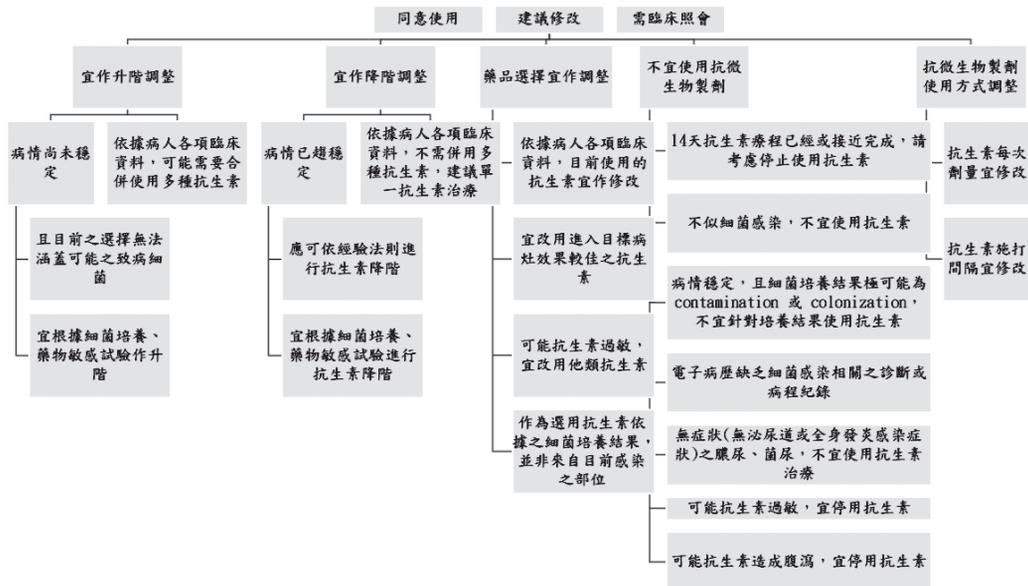 同意使用
建議修改
需臨床照會
宜作升階調整
病情尚未穩
定
且目前之選擇無法
涵蓋可能之致病細
菌
宜根據細菌培養、
藥物敏感試驗作升
階
依據病人各項臨床
資料，可能需要合
併使用多種抗生素
宜作降階調整
病情已趨穩
定
應可依經驗法則進
行抗生素降階
宜根據細菌培養、
藥物敏感試驗進行
抗生素降階
依據病人各項臨床
資料，不需併用多
種抗生素，建議單
一抗生素治療
藥品選擇宜作調整
依據病人各項臨床
資料，目前使用的
抗生素宜作修改
宜改用進入目標病
灶效果較佳之抗生
素
可能抗生素過敏，
宜改用他類抗生素
作為選用抗生素依
據之細菌培養結果，
並非來自目前感染
之部位
不宜使用抗微
生物製劑
14天抗生素療程已經或接近完成，請
考慮停止使用抗生素
不似細菌感染，不宜使用抗生素
病情穩定，且細菌培養結果極可能為
contamination 或 colonization，
不宜針對培養結果使用抗生素
電子病歷缺乏細菌感染相關之診斷或
病程紀錄
無症狀(無泌尿道或全身發炎感染症
狀)之膿尿、菌尿，不宜使用抗生素
治療
可能抗生素過敏，宜停用抗生素
可能抗生素造成腹瀉，宜停用抗生素
抗微生物製劑
使用方式調整
抗生素每次
劑量宜修改
抗生素施打
間隔宜修改